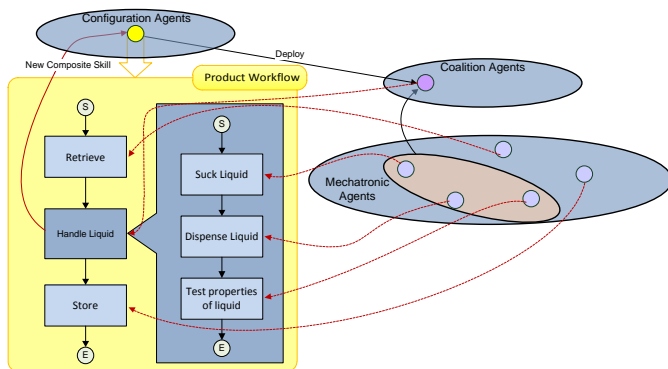 Configuration Agents
New Composite Skill
Deploy
Product Workflow
Coalition Agents
S
S
Retrieve
Suck Liquid
Mechatronic
Agents
Handle Liquid
Dispense Liquid
Store
Test properties
of liquid
E
E